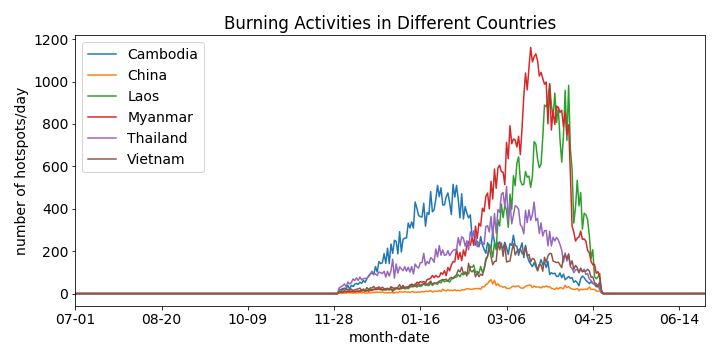 Burning Activities in Different Countries
1200
1000
800
600
400
200
0
number of hotspots/day
Cambodia
China
Laos
Myanmar
Thailand
Vietnam
07-01 08-20 10-09 11-28 01-16 03-06 04-25 06-14
month-date